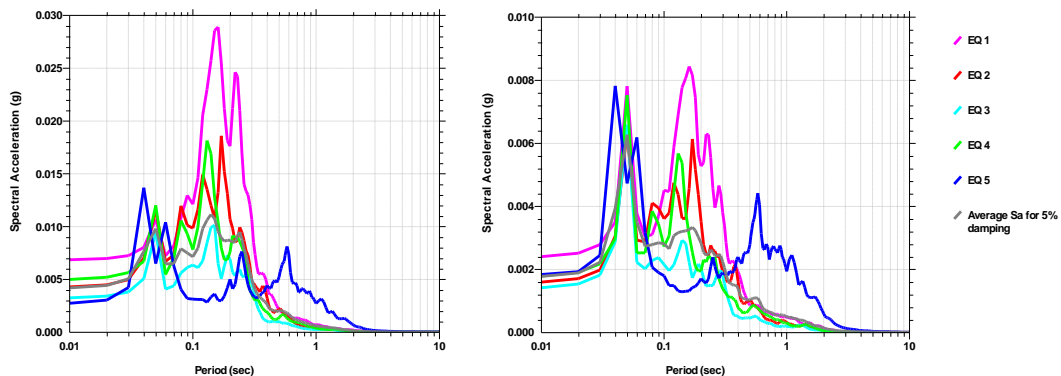 0.030
0.025
0.020
0.015
0.010
0.005
0.000
Spectral Acceleration (g)
0.01
0.1
1
10
Period (sec)
0.010
0.008
0.006
0.004
0.002
0.000
Spectral Acceleration (g)
0.01
0.1
1
10
Period (sec)
EQ 1
EQ 2
EQ 3
EQ 4
EQ 5
Average Sa for 5%
damping